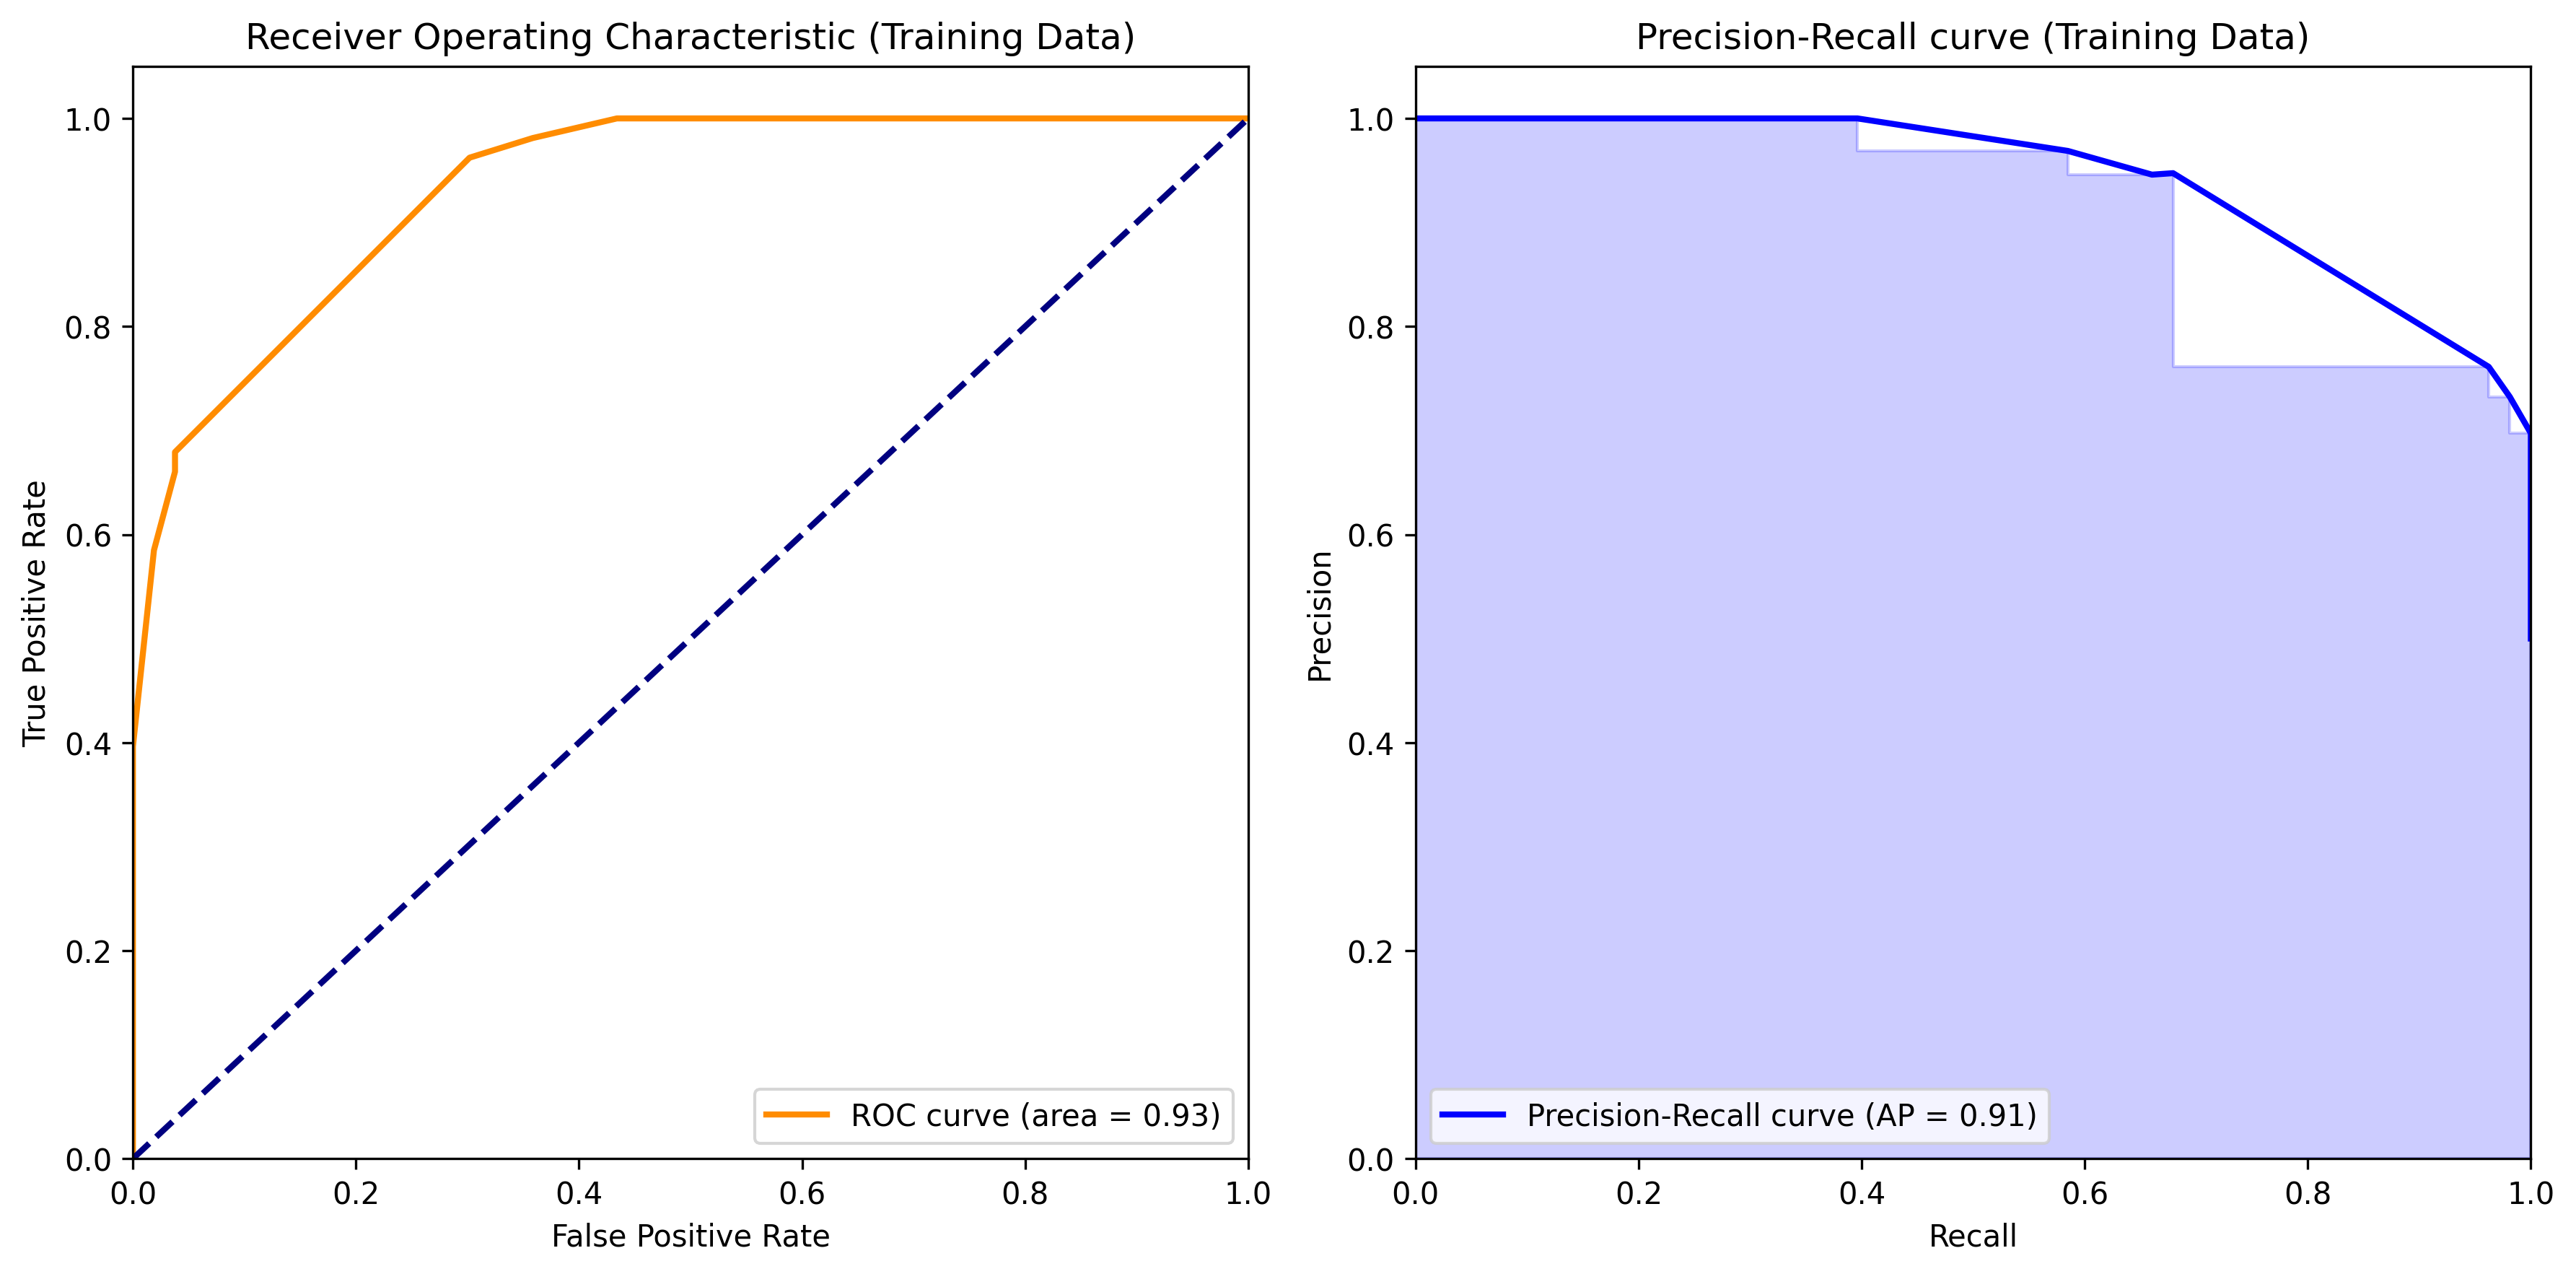 Receiver Operating Characteristic (Training Data)
True Positive Rate
1.0
0.8
0.6
0.4
0.2
0.0
0.0 0.2 0.4 0.6 0.8 1.0
False Positive Rate
ROC curve (area = 0.93)
Precision-Recall curve (Training Data)
Precision
1.0
0.8
0.6
0.4
0.2
0.0
0.0 0.2 0.4 0.6 0.8 1.0
Recall
Precision-Recall curve (AP = 0.91)